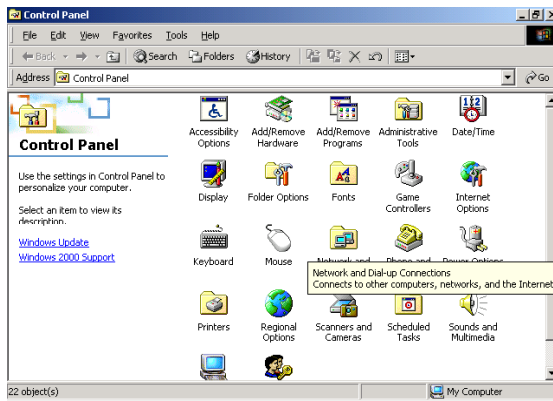 Control Panel
File Edit View Favorites Tools Help
Back Search Folders History
Address Control Panel Go
Control Panel
Use the settings in Control Panel to
personalize your computer.
Select an item to view its
description.
Windows Update
Windows 2000 Support
Accessibility
Options
Add/Remove
Hardware
Add/Remove
Programs
Administrative
Tools
Date/Time
Display
Folder Options
Fonts
Game
Controllers
Internet
Options
Keyboard
Mouse
Network and
Phone and
Power Options
Network and Dial-up Connections
Connects to other computers, networks, and the Internet
Printers
Regional
Options
Scanners and
Cameras
Scheduled
Tasks
Sounds and
Multimedia
22 object(s) My Computer